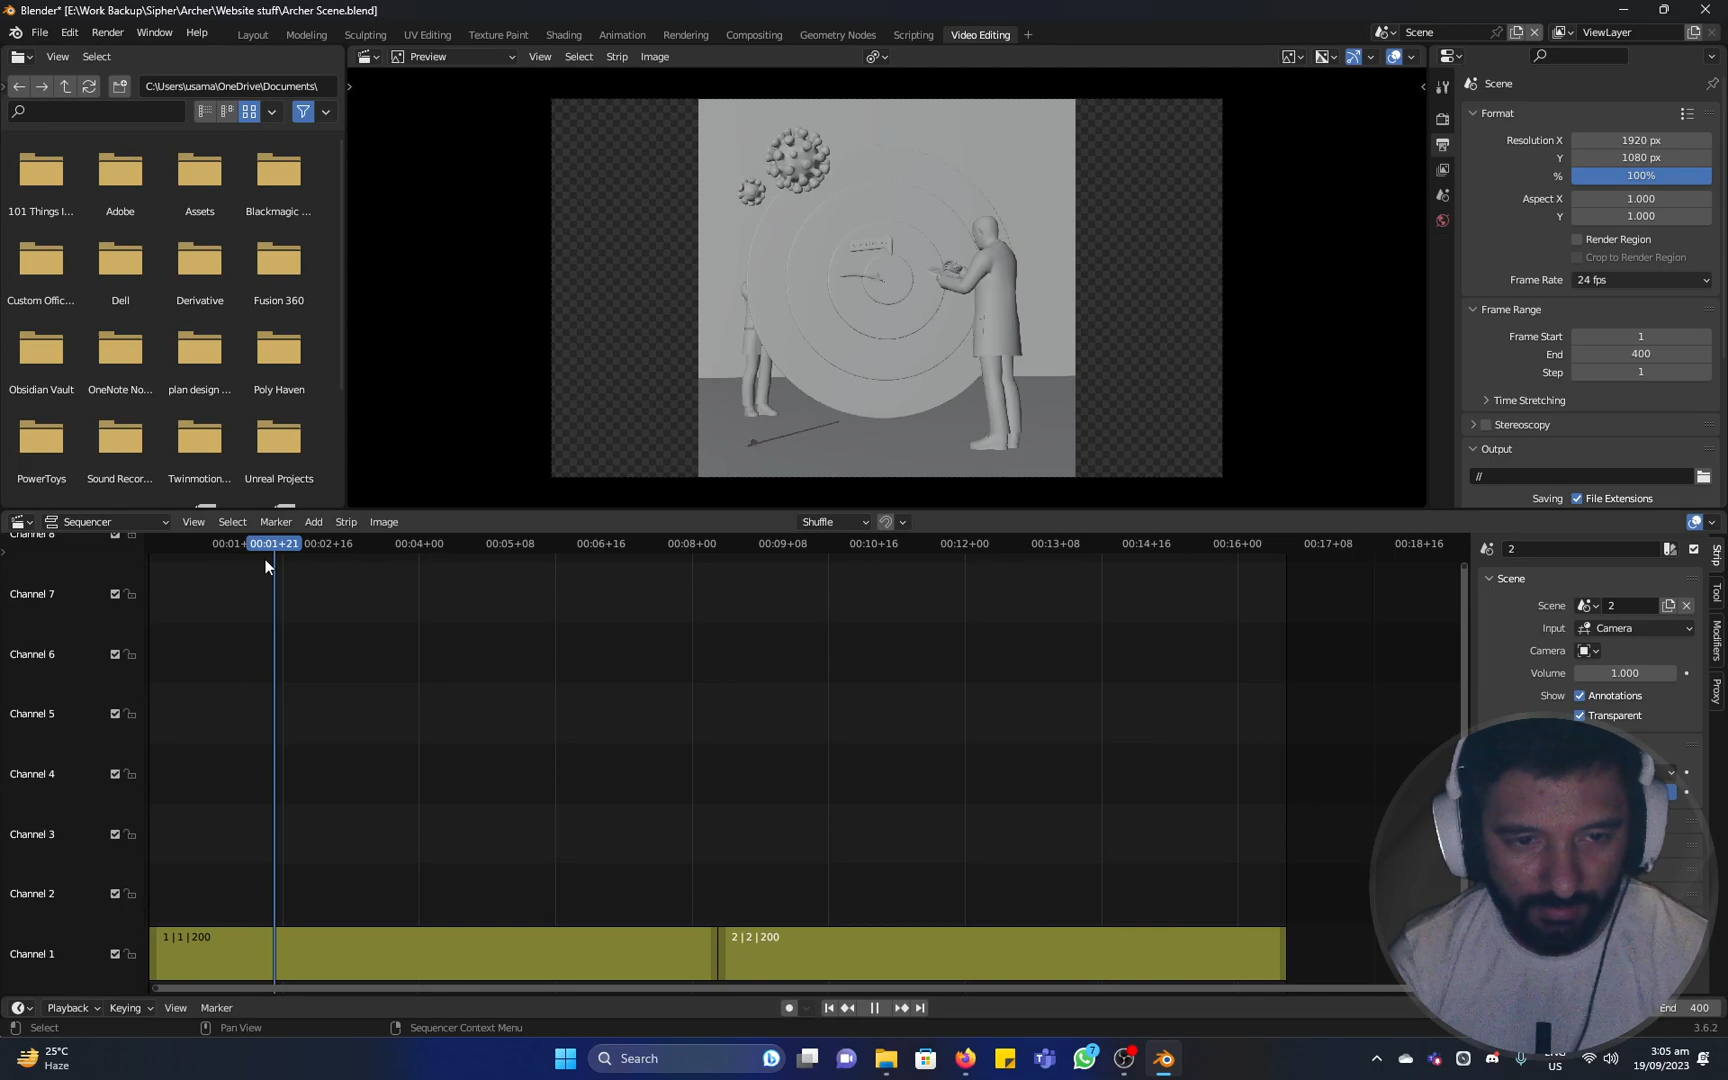 Blender* [E:\Work Backup\Sipher\Archer\Website stuff\Archer Scene.blend]
File Edit Render Window Help Layout Modeling Sculpting UV Editing Texture Paint Shading Animation Rendering Compositing Geometry Nodes Scripting Video Editing + Scene ViewLayer
View Select Preview View Select Strip Image
C:\Users\usama\OneDrive\Documents\ Scene
Format
Resolution X 1920 px
Y 1080 px
% 100%
Aspect X 1.000
Y 1.000
Render Region
Crop to Render Region
Frame Rate 24 fps
Frame Range
Frame Start 1
End 400
Step 1
Time Stretching
Stereoscopy
Output
//
Saving File Extensions
101 Things I... Adobe Assets Blackmagic ...
Custom Offic... Dell Derivative Fusion 360
Obsidian Vault OneNote No... plan design ... Poly Haven
PowerToys Sound Recor... Twinmotion... Unreal Projects
Sequencer View Select Marker Add Strip Image Shuffle
Channel 8 00:01+ 00:01+21 00:02+16 00:04+00 00:05+08 00:06+16 00:08+00 00:09+08 00:10+16 00:12+00 00:13+08 00:14+16 00:16+00 00:17+08 00:18+16
Channel 7
Channel 6
Channel 5
Channel 4
Channel 3
Channel 2
Channel 1
1 | 1 | 200 2 | 2 | 200
2
Scene
Scene 2
Input Camera
Camera
Volume 1.000
Show Annotations
Transparent
Strip
Tool
Modifiers
Proxy
Playback Keying View Marker End 400
Select Pan View Sequencer Context Menu 3.6.2
25°C
Haze
Search
7
ENG
US
3:05 am
19/09/2023